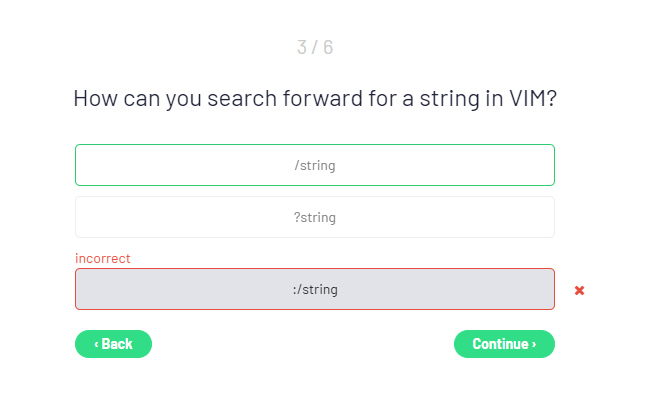 3 / 6
How can you search forward for a string in VIM?
/string
?string
incorrect
:/string
‹ Back
Continue ›